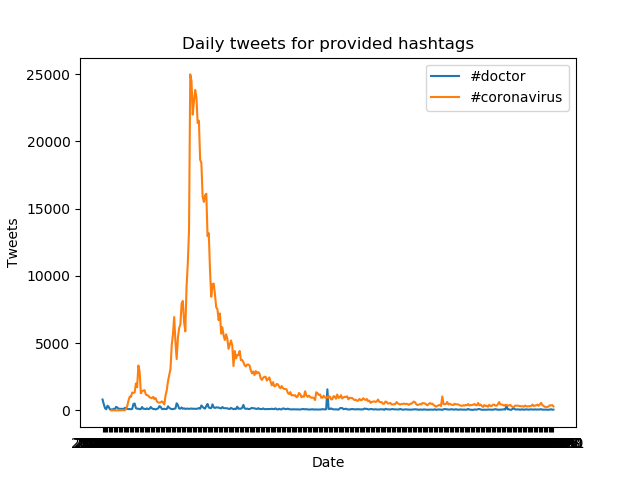 Daily tweets for provided hashtags
#doctor
#coronavirus
25000
20000
15000
10000
5000
0
Tweets
Date